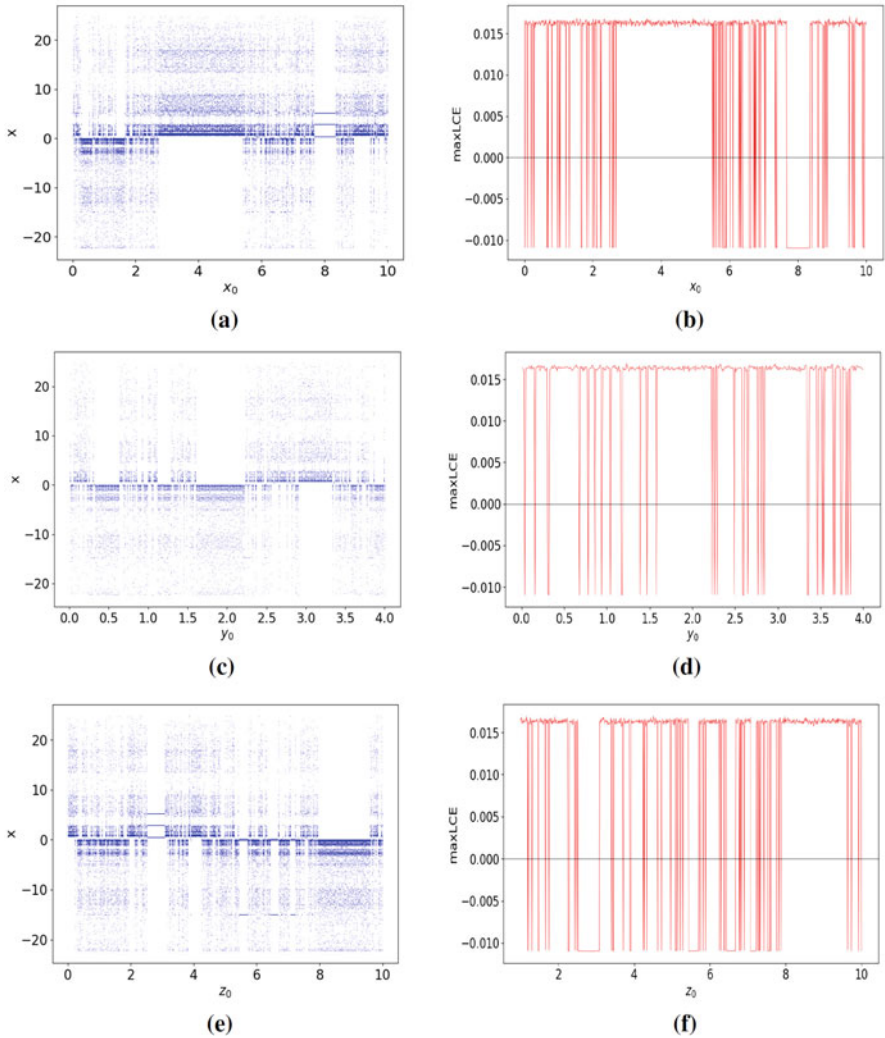 20
10
0
−10
−20
x
0 2 4 6 8 10
x₀
(a)
0.015
0.010
0.005
0.000
−0.005
−0.010
maxLCE
0 2 4 6 8 10
x₀
(b)
20
10
0
−10
−20
x
0.0 0.5 1.0 1.5 2.0 2.5 3.0 3.5 4.0
y₀
(c)
0.015
0.010
0.005
0.000
−0.005
−0.010
maxLCE
0.0 0.5 1.0 1.5 2.0 2.5 3.0 3.5 4.0
y₀
(d)
20
10
0
−10
−20
x
0 2 4 6 8 10
z₀
(e)
0.015
0.010
0.005
0.000
−0.005
−0.010
maxLCE
2 4 6 8 10
z₀
(f)